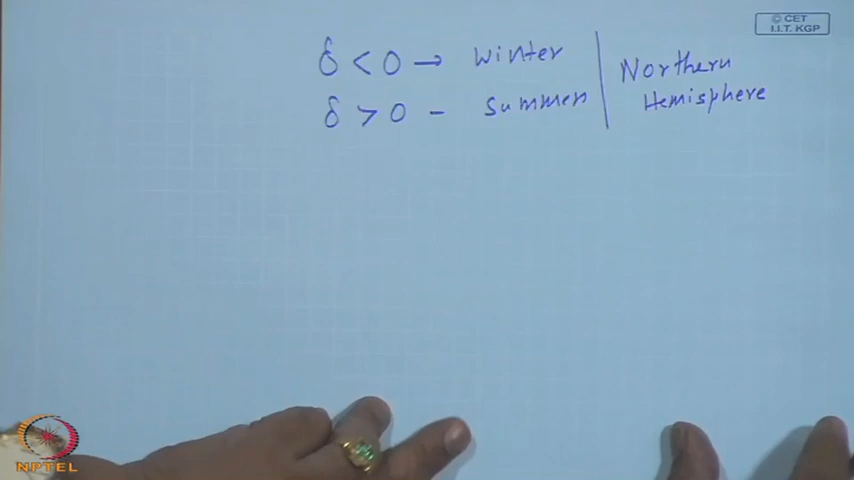 © CET
I.I.T. KGP
δ < 0 → Winter
δ > 0 - Summer
Northern
Hemisphere
NPTEL